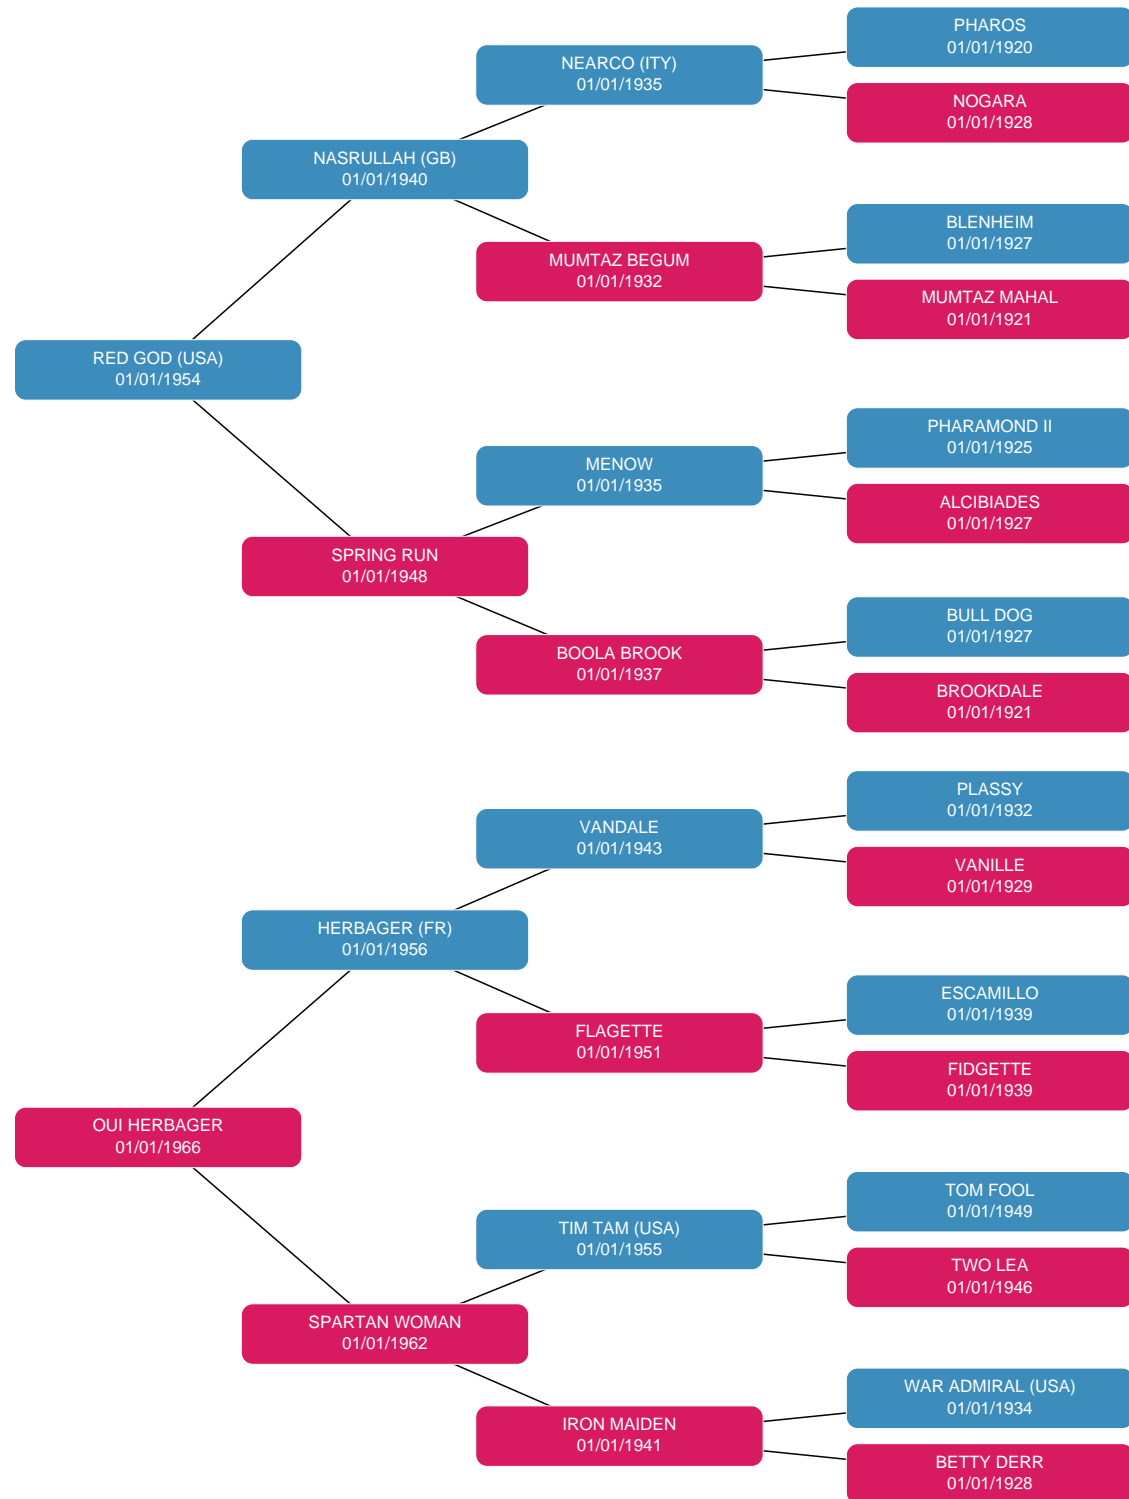 PHAROS
01/01/1920
NEARCO (ITY)
01/01/1935
NOGARA
01/01/1928
NASRULLAH (GB)
01/01/1940
BLENHEIM
01/01/1927
MUMTAZ BEGUM
01/01/1932
MUMTAZ MAHAL
01/01/1921
RED GOD (USA)
01/01/1954
PHARAMOND II
01/01/1925
MENOW
01/01/1935
ALCIBIADES
01/01/1927
SPRING RUN
01/01/1948
BULL DOG
01/01/1927
BOOLA BROOK
01/01/1937
BROOKDALE
01/01/1921
PLASSY
01/01/1932
VANDALE
01/01/1943
VANILLE
01/01/1929
HERBAGER (FR)
01/01/1956
ESCAMILLO
01/01/1939
FLAGETTE
01/01/1951
FIDGETTE
01/01/1939
OUI HERBAGER
01/01/1966
TOM FOOL
01/01/1949
TIM TAM (USA)
01/01/1955
TWO LEA
01/01/1946
SPARTAN WOMAN
01/01/1962
WAR ADMIRAL (USA)
01/01/1934
IRON MAIDEN
01/01/1941
BETTY DERR
01/01/1928